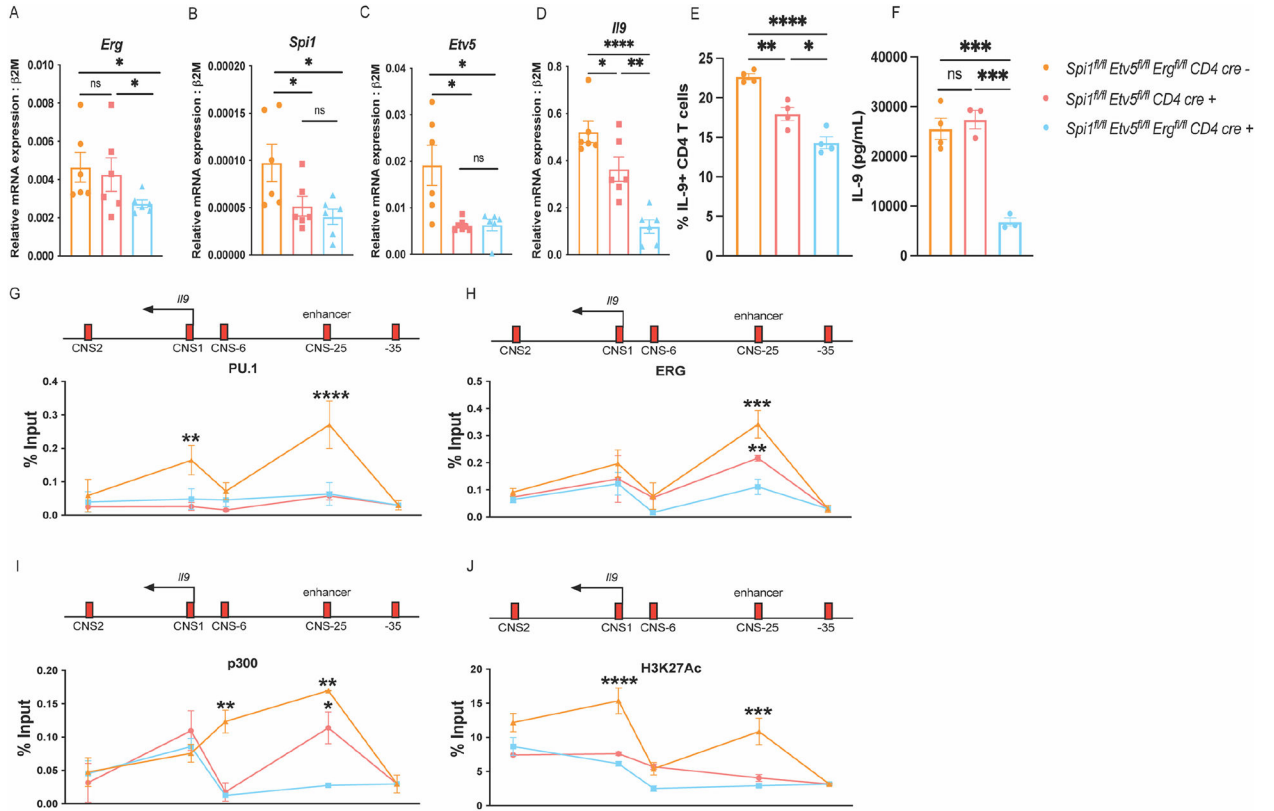 A
Erg
*
ns
*
Relative mRNA expression : β2M
0.010
0.008
0.006
0.004
0.002
0.000
B
Spi1
*
*
ns
Relative mRNA expression : β2M
0.00020
0.00015
0.00010
0.00005
0.00000
C
Etv5
*
*
ns
Relative mRNA expression : β2M
0.04
0.03
0.02
0.01
0.00
D
Il9
****
*
**
Relative mRNA expression : β2M
0.8
0.6
0.4
0.2
0.0
E
****
**
*
% IL-9+ CD4 T cells
25
20
15
10
5
0
F
***
ns
***
IL-9 (pg/mL)
40000
30000
20000
10000
0
Spi1fl/fl Etv5fl/fl Ergfl/fl CD4 cre -
Spi1fl/fl Etv5fl/fl CD4 cre +
Spi1fl/fl Etv5fl/fl Ergfl/fl CD4 cre +
G
Il9
enhancer
CNS2
CNS1
CNS-6
CNS-25
-35
PU.1
% Input
0.4
0.3
0.2
0.1
0.0
**
****
H
Il9
enhancer
CNS2
CNS1
CNS-6
CNS-25
-35
ERG
% Input
0.5
0.4
0.3
0.2
0.1
0.0
***
**
I
Il9
enhancer
CNS2
CNS1
CNS-6
CNS-25
-35
p300
% Input
0.20
0.15
0.10
0.05
0.00
**
**
*
J
Il9
enhancer
CNS2
CNS1
CNS-6
CNS-25
-35
H3K27Ac
% Input
20
15
10
5
0
****
***